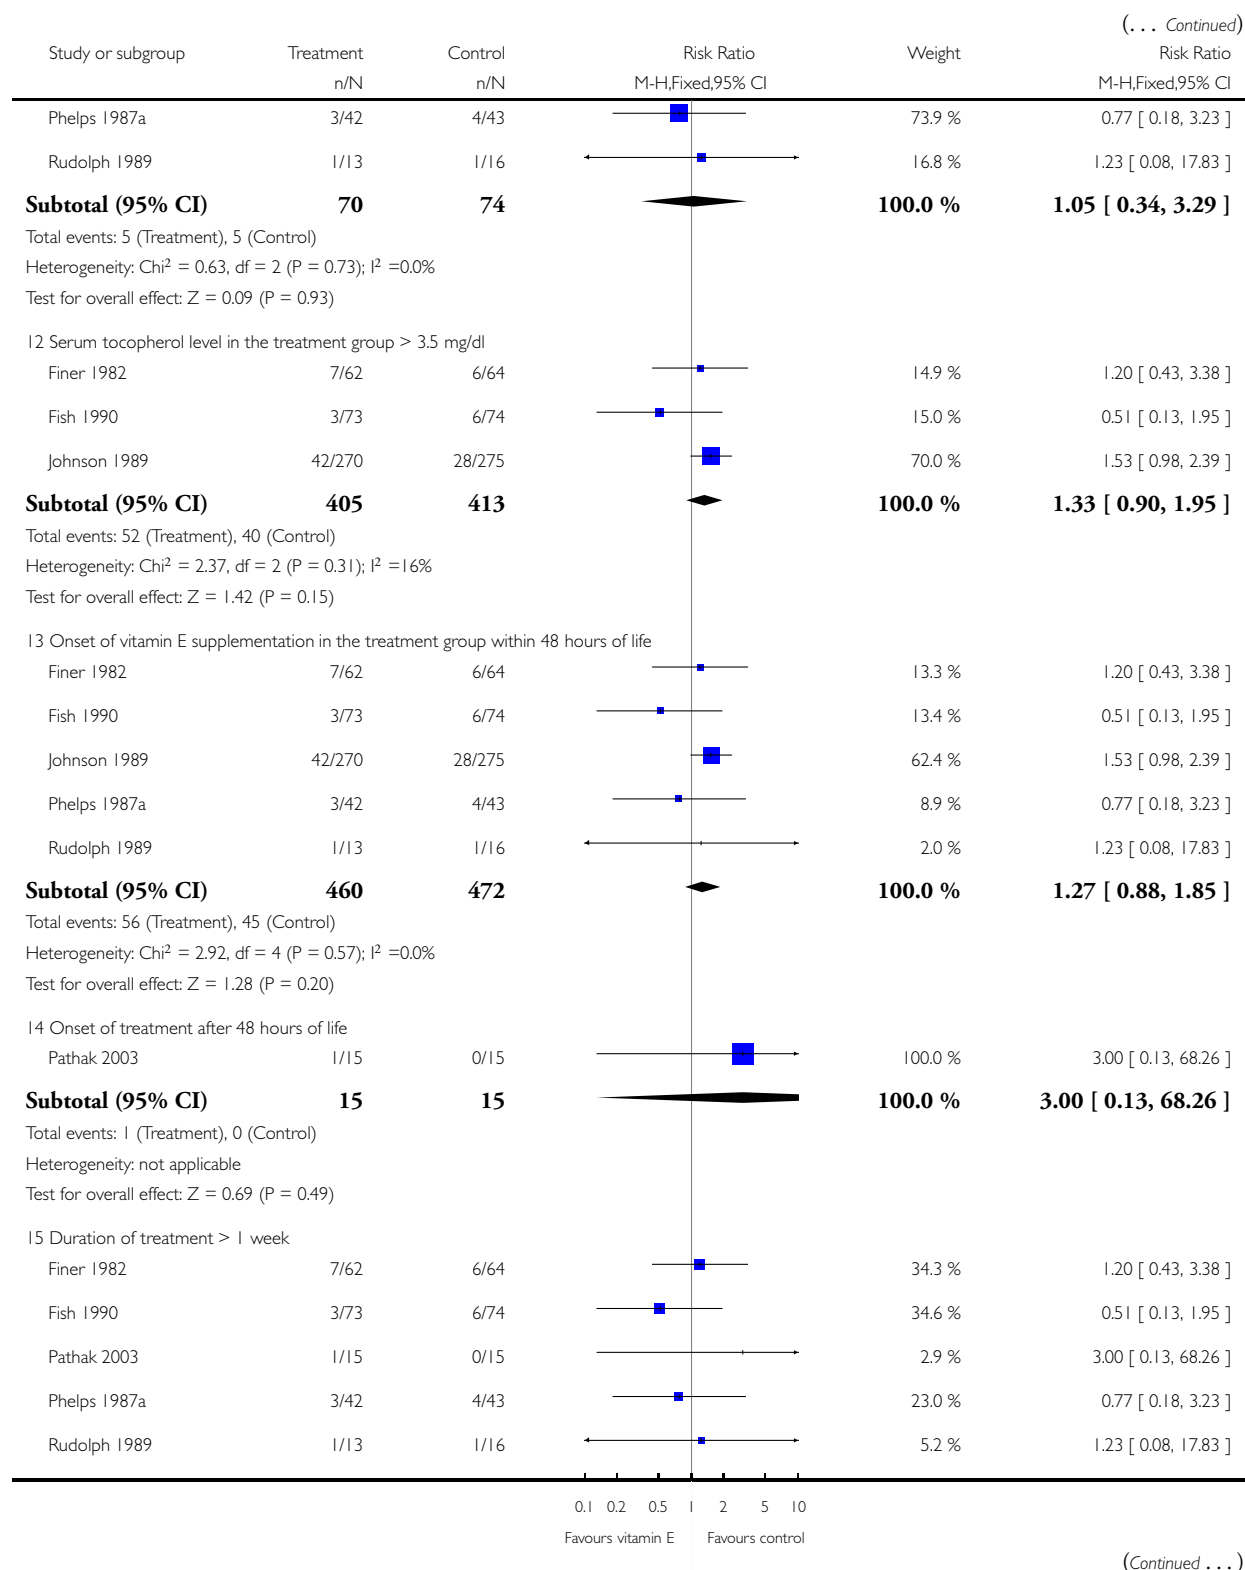 (... Continued)
Study or subgroup Treatment Control Risk Ratio Weight Risk Ratio
n/N n/N M-H,Fixed,95% CI M-H,Fixed,95% CI
Phelps 1987a 3/42 4/43 73.9 % 0.77 [ 0.18, 3.23 ]
Rudolph 1989 1/13 1/16 16.8 % 1.23 [ 0.08, 17.83 ]
Subtotal (95% CI) 70 74 100.0 % 1.05 [ 0.34, 3.29 ]
Total events: 5 (Treatment), 5 (Control)
Heterogeneity: Chi² = 0.63, df = 2 (P = 0.73); I² =0.0%
Test for overall effect: Z = 0.09 (P = 0.93)
12 Serum tocopherol level in the treatment group > 3.5 mg/dl
Finer 1982 7/62 6/64 14.9 % 1.20 [ 0.43, 3.38 ]
Fish 1990 3/73 6/74 15.0 % 0.51 [ 0.13, 1.95 ]
Johnson 1989 42/270 28/275 70.0 % 1.53 [ 0.98, 2.39 ]
Subtotal (95% CI) 405 413 100.0 % 1.33 [ 0.90, 1.95 ]
Total events: 52 (Treatment), 40 (Control)
Heterogeneity: Chi² = 2.37, df = 2 (P = 0.31); I² =16%
Test for overall effect: Z = 1.42 (P = 0.15)
13 Onset of vitamin E supplementation in the treatment group within 48 hours of life
Finer 1982 7/62 6/64 13.3 % 1.20 [ 0.43, 3.38 ]
Fish 1990 3/73 6/74 13.4 % 0.51 [ 0.13, 1.95 ]
Johnson 1989 42/270 28/275 62.4 % 1.53 [ 0.98, 2.39 ]
Phelps 1987a 3/42 4/43 8.9 % 0.77 [ 0.18, 3.23 ]
Rudolph 1989 1/13 1/16 2.0 % 1.23 [ 0.08, 17.83 ]
Subtotal (95% CI) 460 472 100.0 % 1.27 [ 0.88, 1.85 ]
Total events: 56 (Treatment), 45 (Control)
Heterogeneity: Chi² = 2.92, df = 4 (P = 0.57); I² =0.0%
Test for overall effect: Z = 1.28 (P = 0.20)
14 Onset of treatment after 48 hours of life
Pathak 2003 1/15 0/15 100.0 % 3.00 [ 0.13, 68.26 ]
Subtotal (95% CI) 15 15 100.0 % 3.00 [ 0.13, 68.26 ]
Total events: 1 (Treatment), 0 (Control)
Heterogeneity: not applicable
Test for overall effect: Z = 0.69 (P = 0.49)
15 Duration of treatment > 1 week
Finer 1982 7/62 6/64 34.3 % 1.20 [ 0.43, 3.38 ]
Fish 1990 3/73 6/74 34.6 % 0.51 [ 0.13, 1.95 ]
Pathak 2003 1/15 0/15 2.9 % 3.00 [ 0.13, 68.26 ]
Phelps 1987a 3/42 4/43 23.0 % 0.77 [ 0.18, 3.23 ]
Rudolph 1989 1/13 1/16 5.2 % 1.23 [ 0.08, 17.83 ]
0.1 0.2 0.5 1 2 5 10
Favours vitamin E Favours control
(Continued ...)